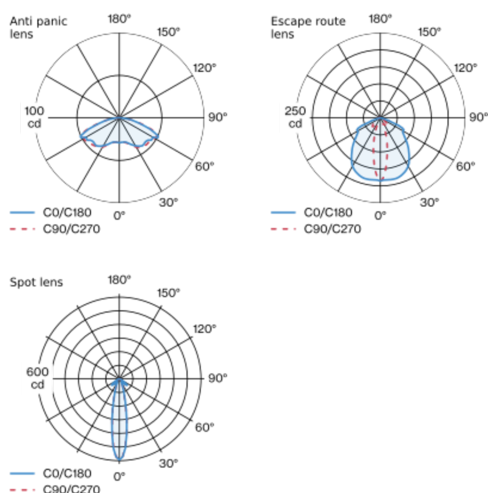 Anti panic
lens
180°
150°
120°
100
cd
90°
60°
30°
0°
C0/C180
C90/C270
Escape route
lens
180°
150°
120°
250
cd
90°
60°
30°
0°
C0/C180
C90/C270
Spot lens
180°
150°
120°
600
cd
90°
60°
30°
0°
C0/C180
C90/C270